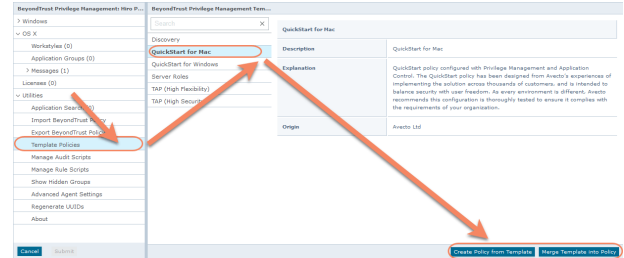 BeyondTrust Privilege Management: Hiro P...
> Windows
OS X
Workstyles (0)
Application Groups (0)
> Messages (1)
Licenses (0)
Utilities
Application Search (0)
Import BeyondTrust Policy
Export BeyondTrust Policy
Template Policies
Manage Audit Scripts
Manage Rule Scripts
Show Hidden Groups
Advanced Agent Settings
Regenerate UUIDs
About
Cancel Submit
BeyondTrust Privilege Management Tem...
Search X
Discovery
QuickStart for Mac
QuickStart for Windows
Server Roles
TAP (High Flexibility)
TAP (High Security)
QuickStart for Mac
Description QuickStart for Mac
Explanation QuickStart policy configured with Privilege Management and Application
Control. The QuickStart policy has been designed from Avecto's experiences of
implementing the solution across thousands of customers, and is intended to
balance security with user freedom. As every environment is different, Avecto
recommends this configuration is thoroughly tested to ensure it complies with
the requirements of your organisation.
Origin Avecto Ltd
Create Policy from Template Merge Template into Policy